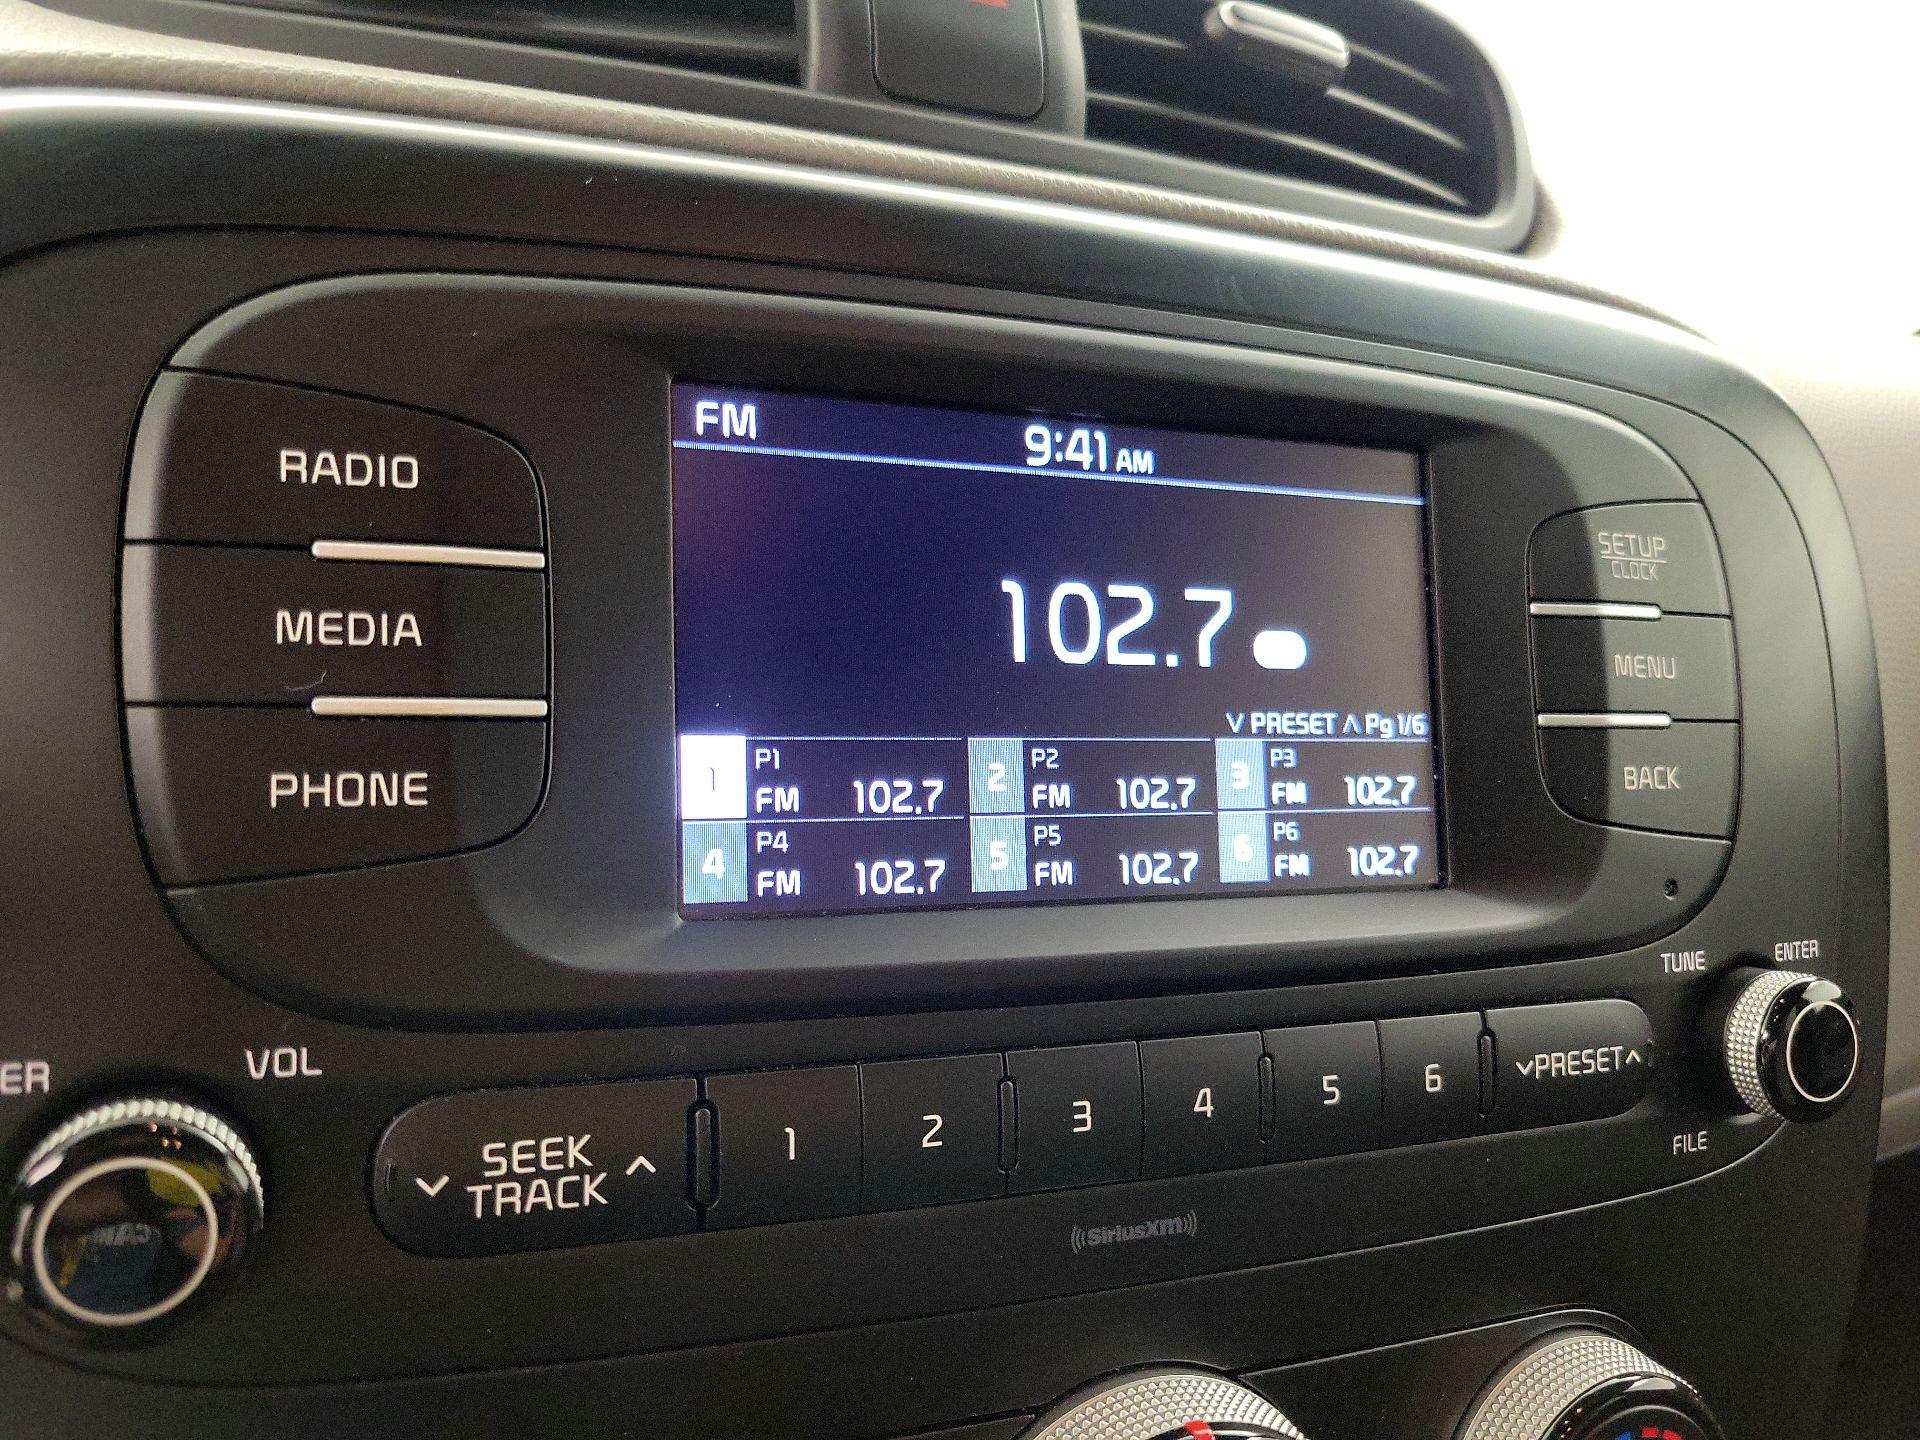 FM
9:41 AM
RADIO
MEDIA
PHONE
102.7
SETUP
CLOCK
MENU
BACK
∨ PRESET ∧ Pg 1/6
1 P1 FM 102.7
2 P2 FM 102.7
3 P3 FM 102.7
4 P4 FM 102.7
5 P5 FM 102.7
6 P6 FM 102.7
TUNE
ENTER
FILE
VOL
∨ SEEK ∧
TRACK
1
2
3
4
5
6
∨PRESET∧
SiriusXM